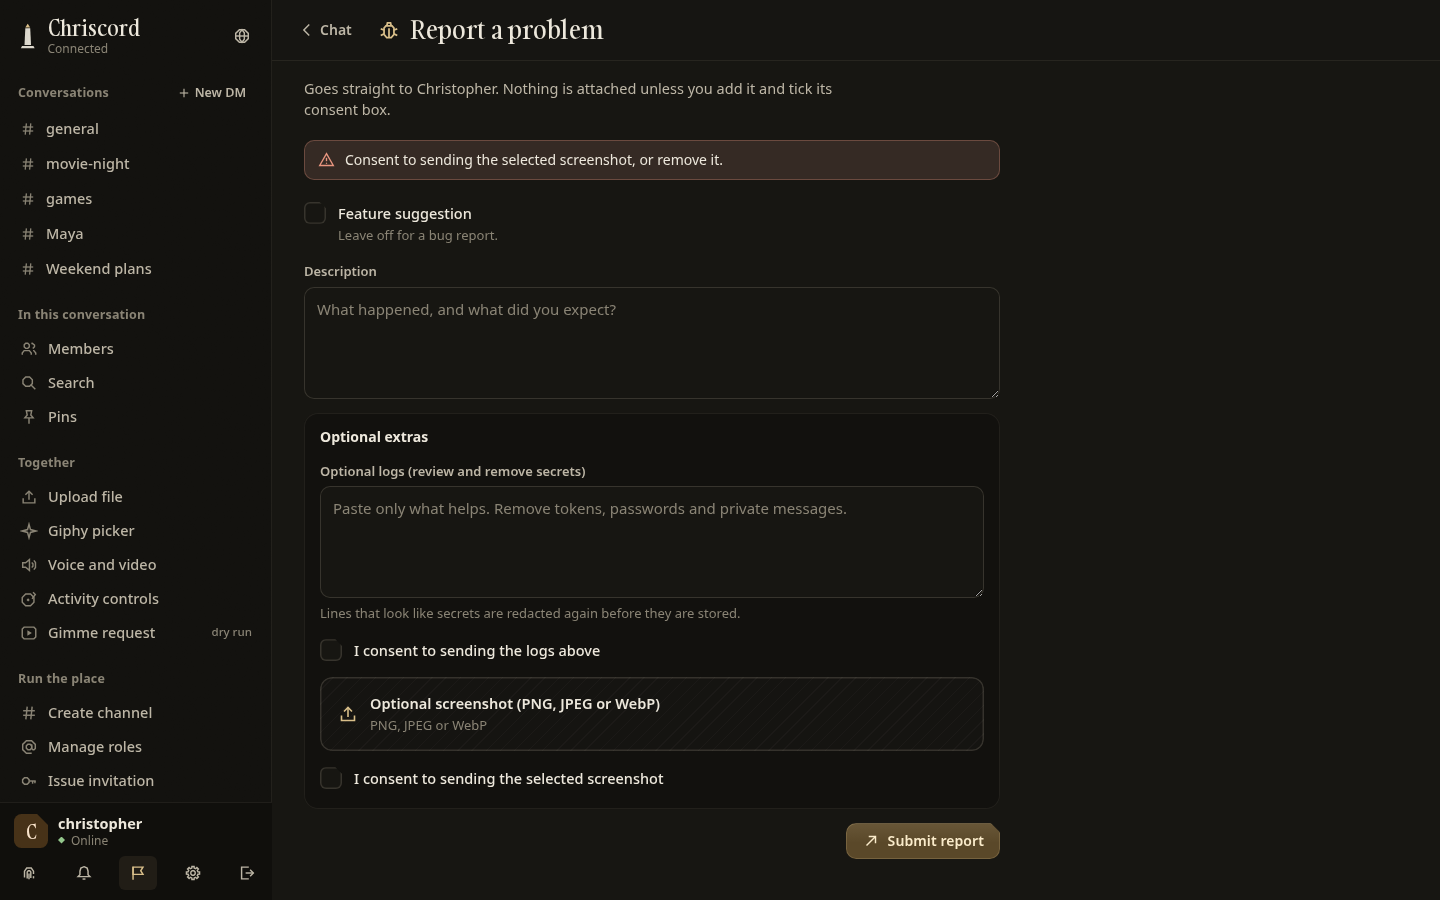 Chriscord
Connected
Conversations
New DM
general
movie-night
games
Maya
Weekend plans
In this conversation
Members
Search
Pins
Together
Upload file
Giphy picker
Voice and video
Activity controls
Gimme request
dry run
Run the place
Create channel
Manage roles
Issue invitation
C
christopher
Online
Chat
Report a problem
Goes straight to Christopher. Nothing is attached unless you add it and tick its
consent box.
Consent to sending the selected screenshot, or remove it.
Feature suggestion
Leave off for a bug report.
Description
What happened, and what did you expect?
Optional extras
Optional logs (review and remove secrets)
Paste only what helps. Remove tokens, passwords and private messages.
Lines that look like secrets are redacted again before they are stored.
I consent to sending the logs above
Optional screenshot (PNG, JPEG or WebP)
PNG, JPEG or WebP
I consent to sending the selected screenshot
Submit report